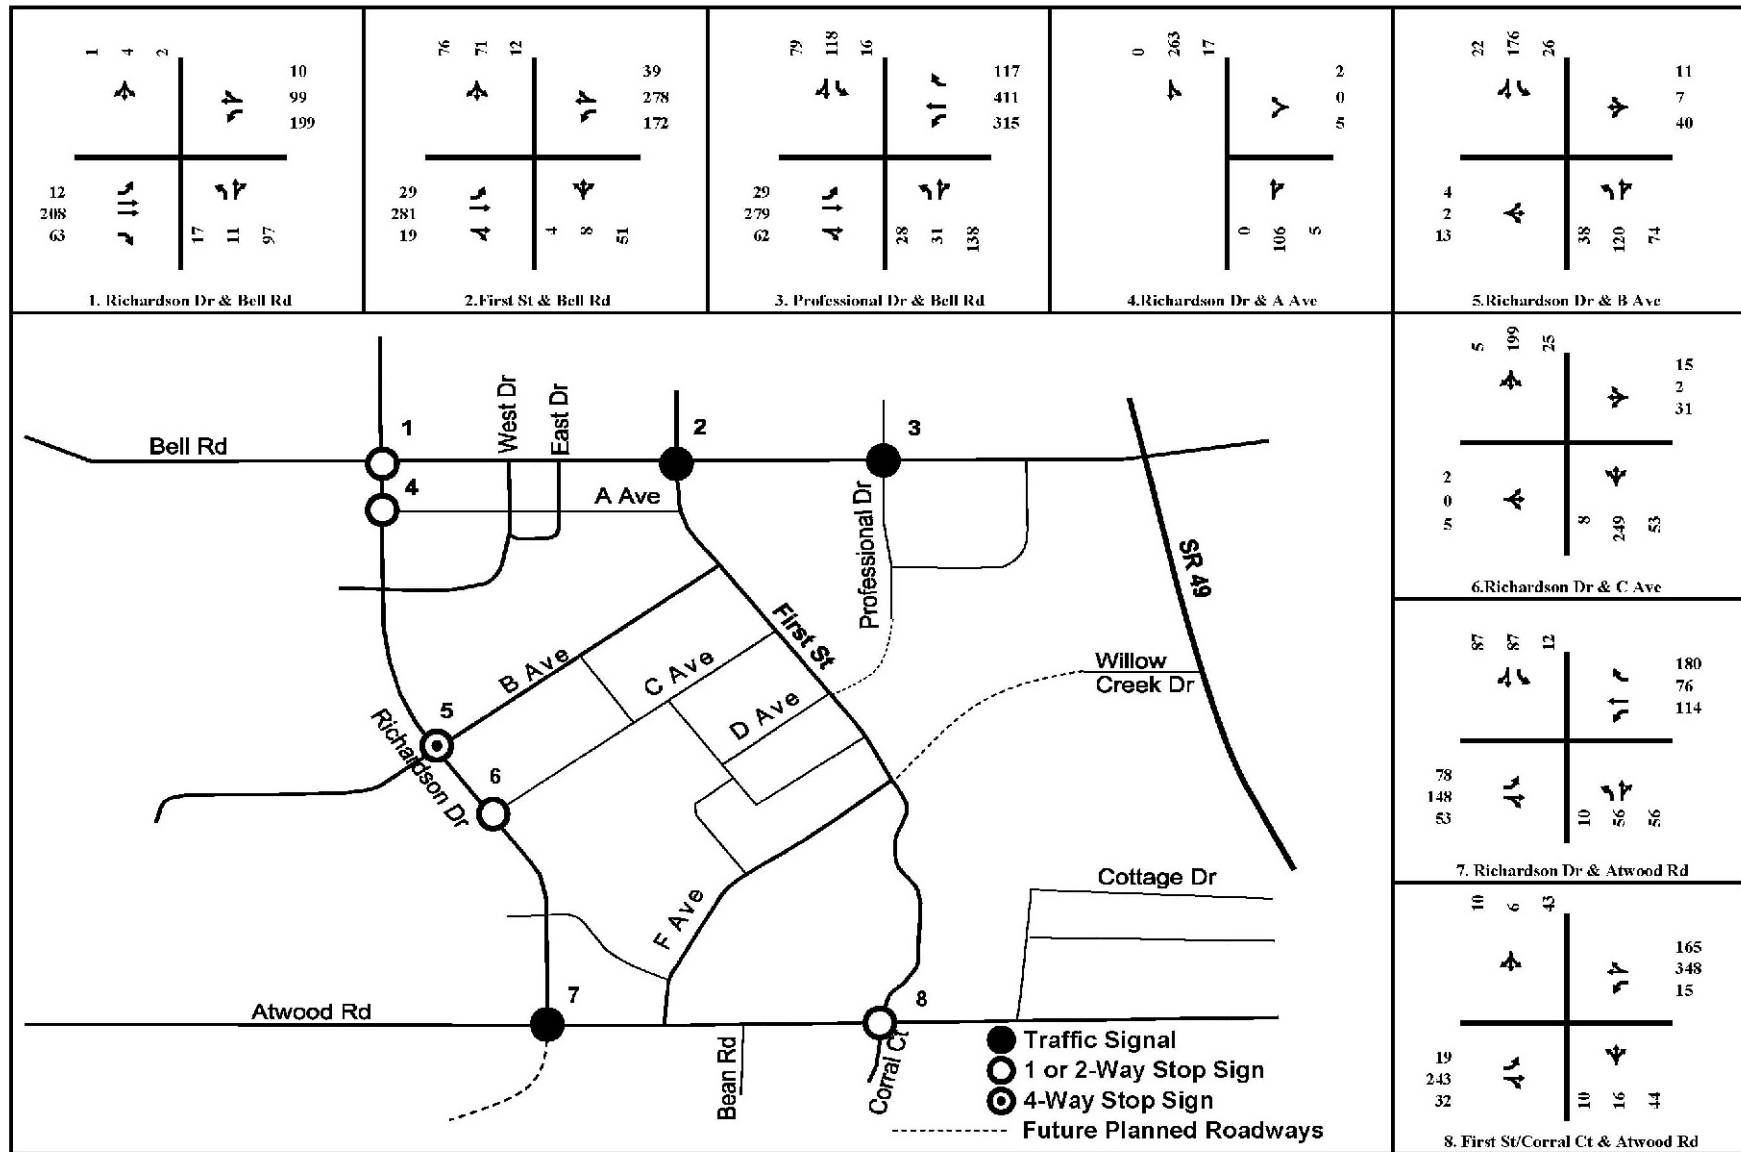 1 4 2
10
99
199
12
208
63
17 11 97
1. Richardson Dr & Bell Rd
76 71 12
39
278
172
29
281
19
4 8 51
2.First St & Bell Rd
79 118 16
117
411
315
29
279
62
28 31 138
3. Professional Dr & Bell Rd
0 263 17
2
0
5
0 106 5
4.Richardson Dr & A Ave
22 176 26
11
7
40
4
2
13
38 120 74
5.Richardson Dr & B Ave
5 199 25
15
2
31
2
0
5
8 249 53
6.Richardson Dr & C Ave
87 87 12
180
76
114
78
148
53
10 56 56
7. Richardson Dr & Atwood Rd
10 6 43
165
348
15
19
243
32
10 16 44
8. First St/Corral Ct & Atwood Rd
Bell Rd
1
West Dr
East Dr
2
3
4
A Ave
Professional Dr
SR 49
First St
B Ave
C Ave
D Ave
Willow
Creek Dr
5
Richardson Dr
6
F Ave
Cottage Dr
Atwood Rd
7
8
Bean Rd
Corral Ct
Traffic Signal
1 or 2-Way Stop Sign
4-Way Stop Sign
Future Planned Roadways